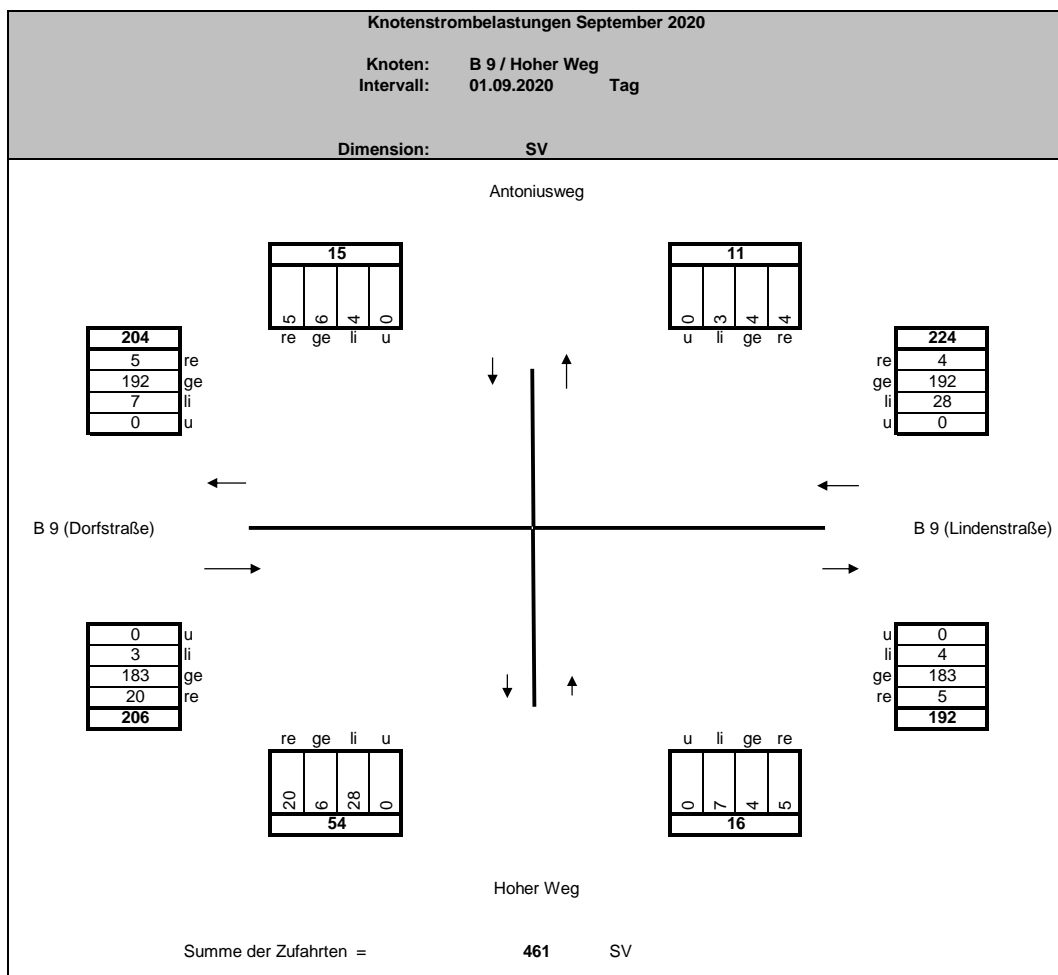 Knotenstrombelastungen September 2020
Knoten: B 9 / Hoher Weg
Intervall: 01.09.2020 Tag
Dimension: SV
Antoniusweg
15
5 6 4 0
re ge li u
11
0 3 4 4
u li ge re
204
5 re
192 ge
7 li
0 u
224
re 4
ge 192
li 28
u 0
B 9 (Dorfstraße)
B 9 (Lindenstraße)
0 u
3 li
183 ge
20 re
206
u 0
li 4
ge 183
re 5
192
re ge li u
20 6 28 0
54
u li ge re
0 7 4 5
16
Hoher Weg
Summe der Zufahrten = 461 SV